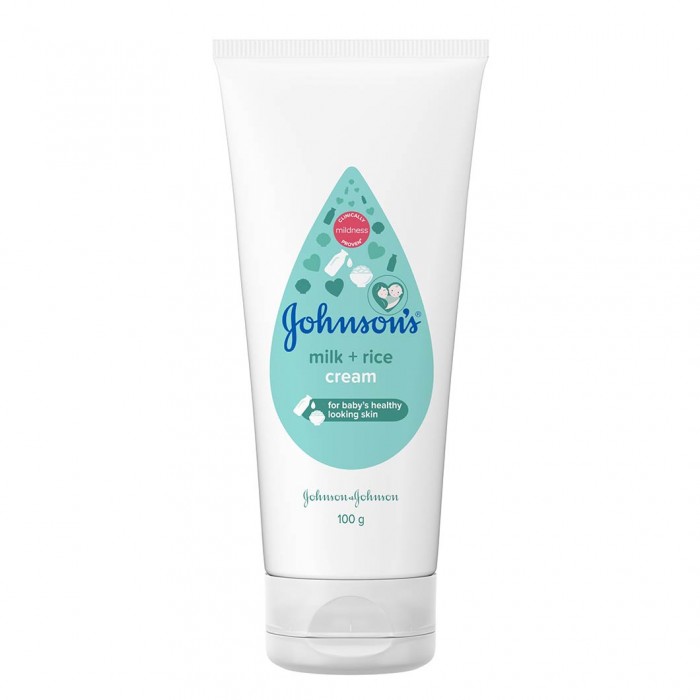 CLINICALLY
mildness
PROVEN*
Johnson's
milk + rice
cream
for baby's healthy
looking skin
Johnson & Johnson
100 g